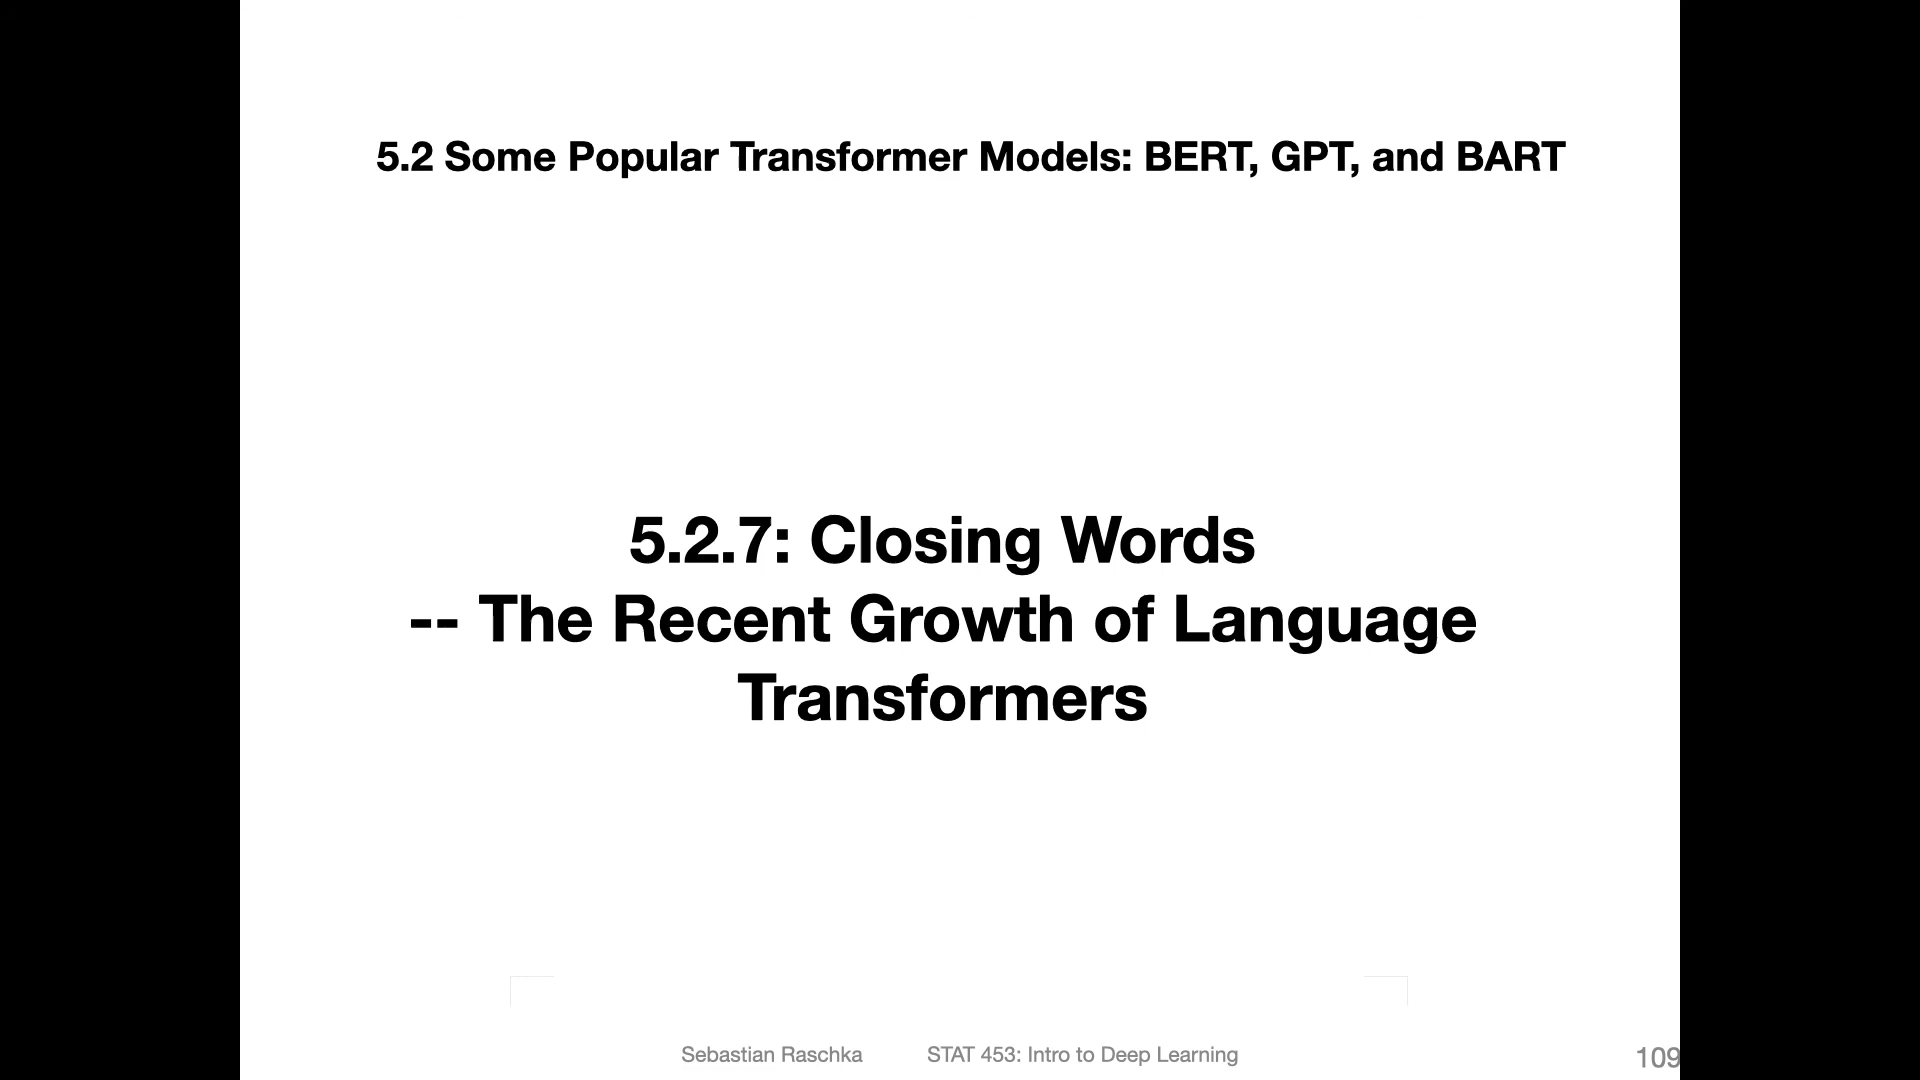 5.2 Some Popular Transformer Models: BERT, GPT, and BART
5.2.7: Closing Words
-- The Recent Growth of Language
Transformers
Sebastian Raschka STAT 453: Intro to Deep Learning 109